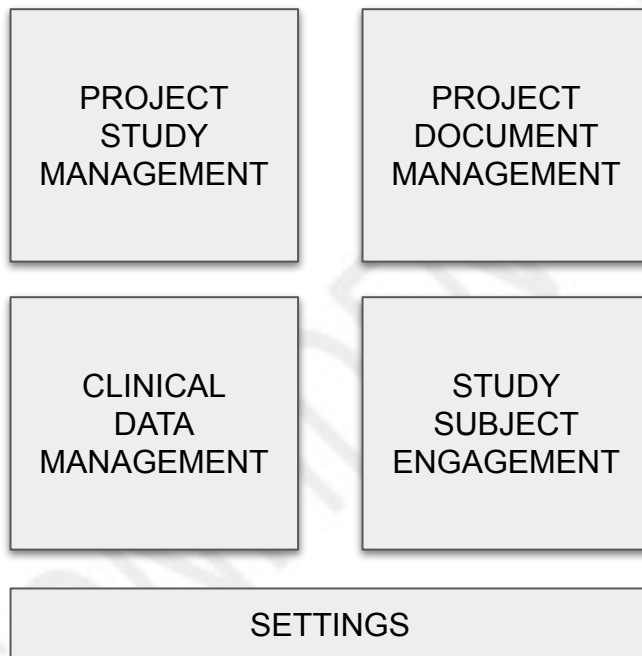 PROJECT
STUDY
MANAGEMENT
PROJECT
DOCUMENT
MANAGEMENT
CLINICAL
DATA
MANAGEMENT
STUDY
SUBJECT
ENGAGEMENT
SETTINGS